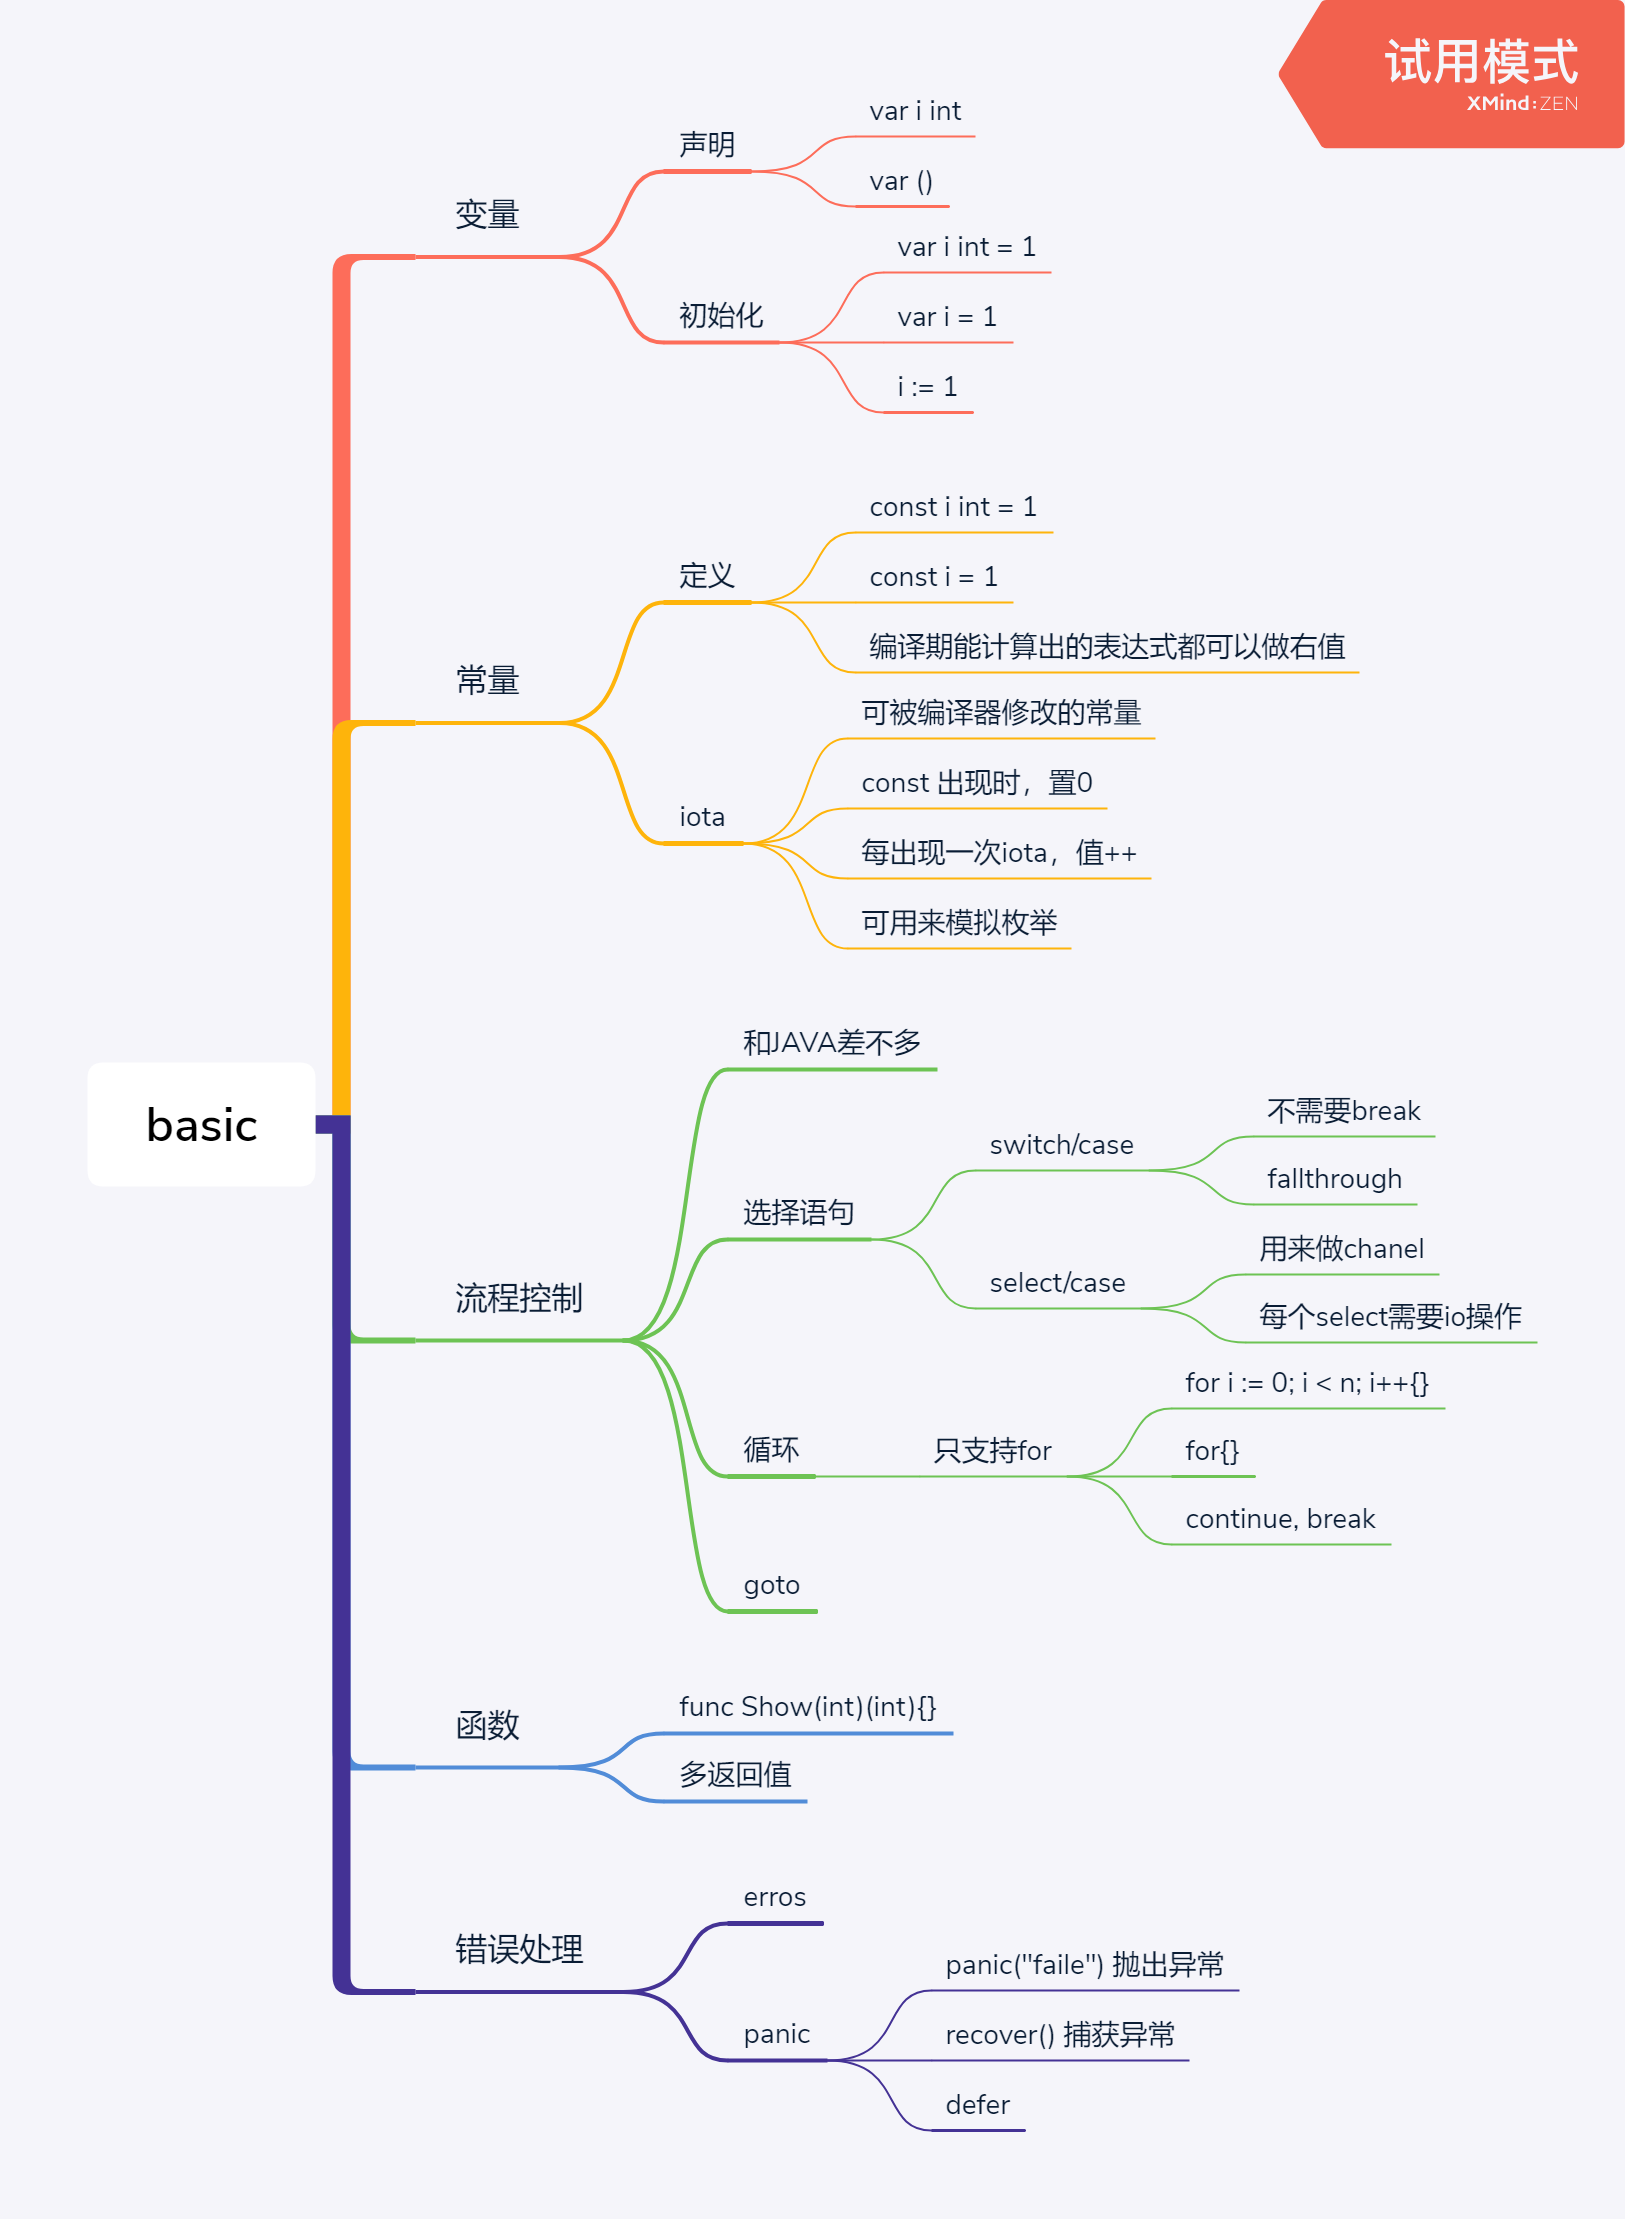 试用模式
XMind:ZEN
basic
变量
声明
var i int
var ()
初始化
var i int = 1
var i = 1
i := 1
常量
定义
const i int = 1
const i = 1
编译期能计算出的表达式都可以做右值
iota
可被编译器修改的常量
const 出现时，置0
每出现一次iota，值++
可用来模拟枚举
流程控制
和JAVA差不多
选择语句
switch/case
不需要break
fallthrough
select/case
用来做chanel
每个select需要io操作
循环
只支持for
for i := 0; i < n; i++{}
for{}
continue, break
goto
函数
func Show(int)(int){}
多返回值
错误处理
erros
panic
panic("faile") 抛出异常
recover() 捕获异常
defer